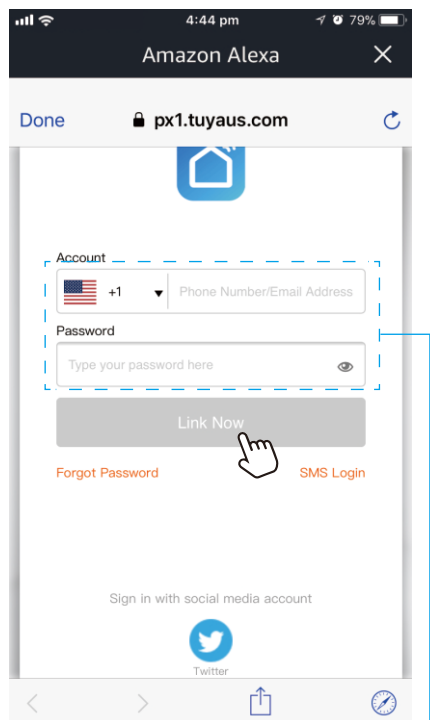 4:44 pm
79%
Amazon Alexa
Done
px1.tuyaus.com
Account
+1
Phone Number/Email Address
Password
Type your password here
Link Now
Forgot Password
SMS Login
Sign in with social media account
Twitter